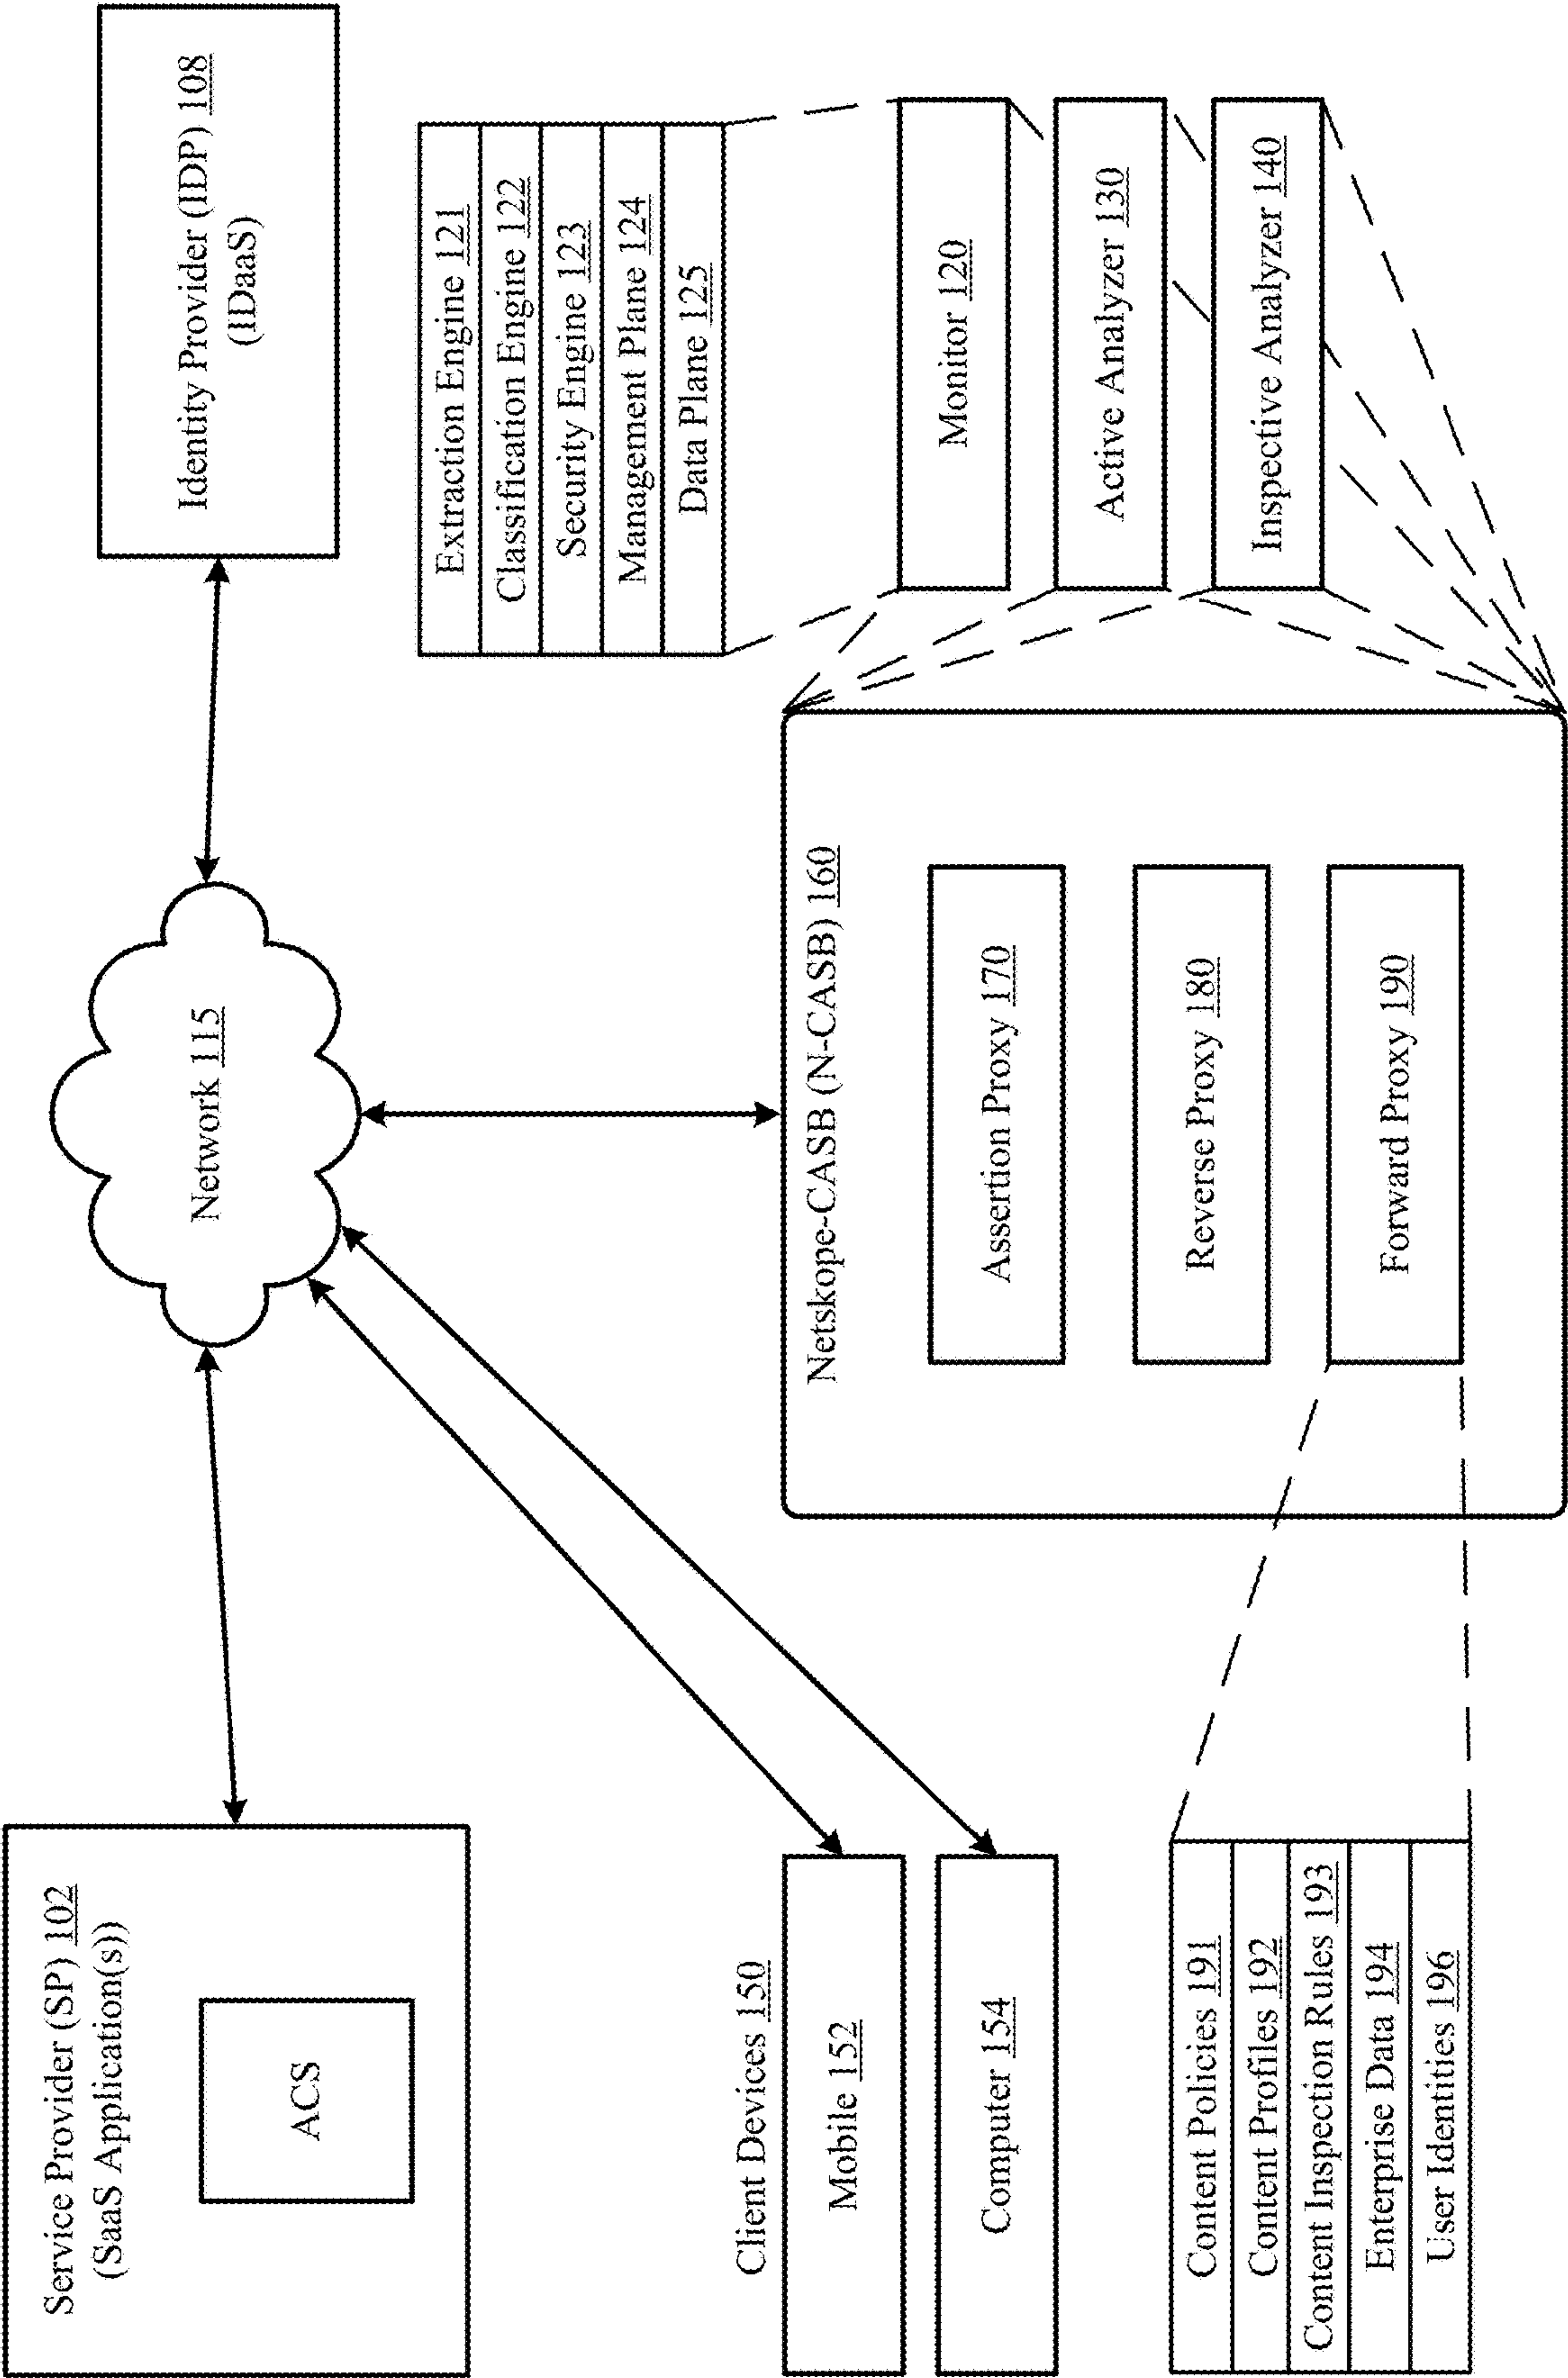 Service Provider (SP) 102
(SaaS Application(s))
ACS
Network 115
Identity Provider (IDP) 108
(IDaaS)
Client Devices 150
Mobile 152
Computer 154
Netskope-CASB (N-CASB) 160
Assertion Proxy 170
Reverse Proxy 180
Forward Proxy 190
Extraction Engine 121
Classification Engine 122
Security Engine 123
Management Plane 124
Data Plane 125
Monitor 120
Active Analyzer 130
Inspective Analyzer 140
Content Policies 191
Content Profiles 192
Content Inspection Rules 193
Enterprise Data 194
User Identities 196